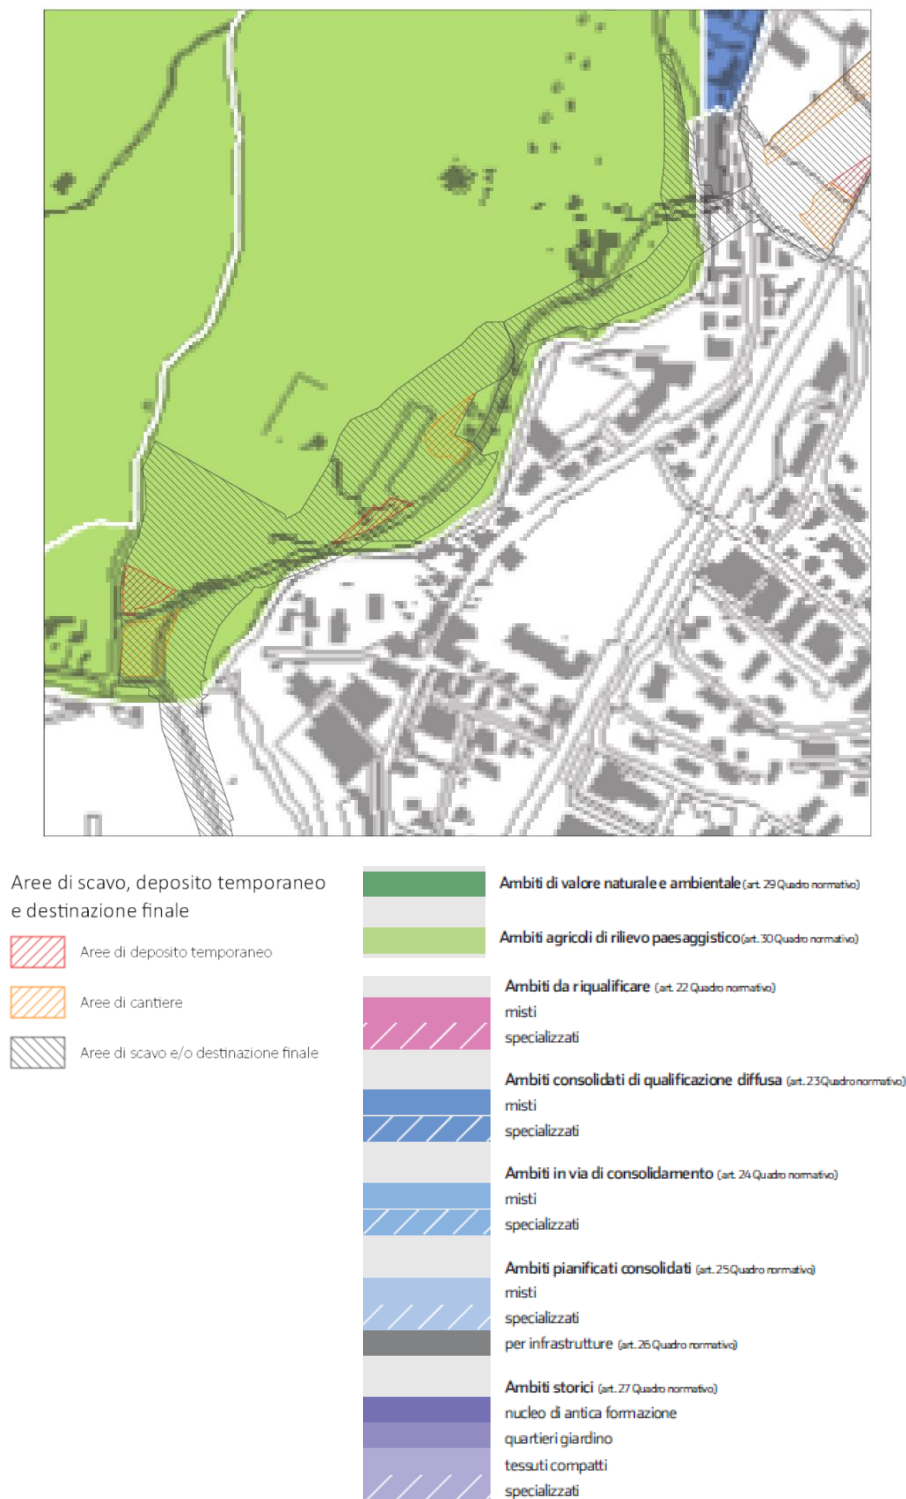 Aree di scavo, deposito temporaneo
e destinazione finale
Aree di deposito temporaneo
Aree di cantiere
Aree di scavo e/o destinazione finale
Ambiti di valore naturale e ambientale (art. 29 Quadro normativo)
Ambiti agricoli di rilievo paesaggistico (art. 30 Quadro normativo)
Ambiti da riqualificare (art. 22 Quadro normativo)
misti
specializzati
Ambiti consolidati di qualificazione diffusa (art. 23 Quadro normativo)
misti
specializzati
Ambiti in via di consolidamento (art. 24 Quadro normativo)
misti
specializzati
Ambiti pianificati consolidati (art. 25 Quadro normativo)
misti
specializzati
per infrastrutture (art. 26 Quadro normativo)
Ambiti storici (art. 27 Quadro normativo)
nucleo di antica formazione
quartieri giardino
tessuti compatti
specializzati